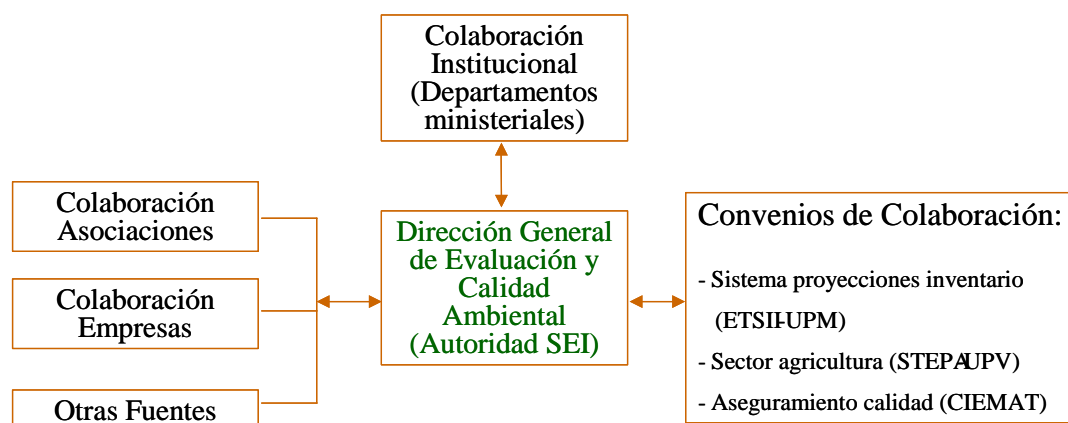 Colaboración
Institucional
(Departamentos
ministeriales)
Colaboración
Asociaciones
Colaboración
Empresas
Otras Fuentes
Dirección General
de Evaluación y
Calidad
Ambiental
(Autoridad SEI)
Convenios de Colaboración:
- Sistema proyecciones inventario
(ETSII-UPM)
- Sector agricultura (STEPA-UPV)
- Aseguramiento calidad (CIEMAT)